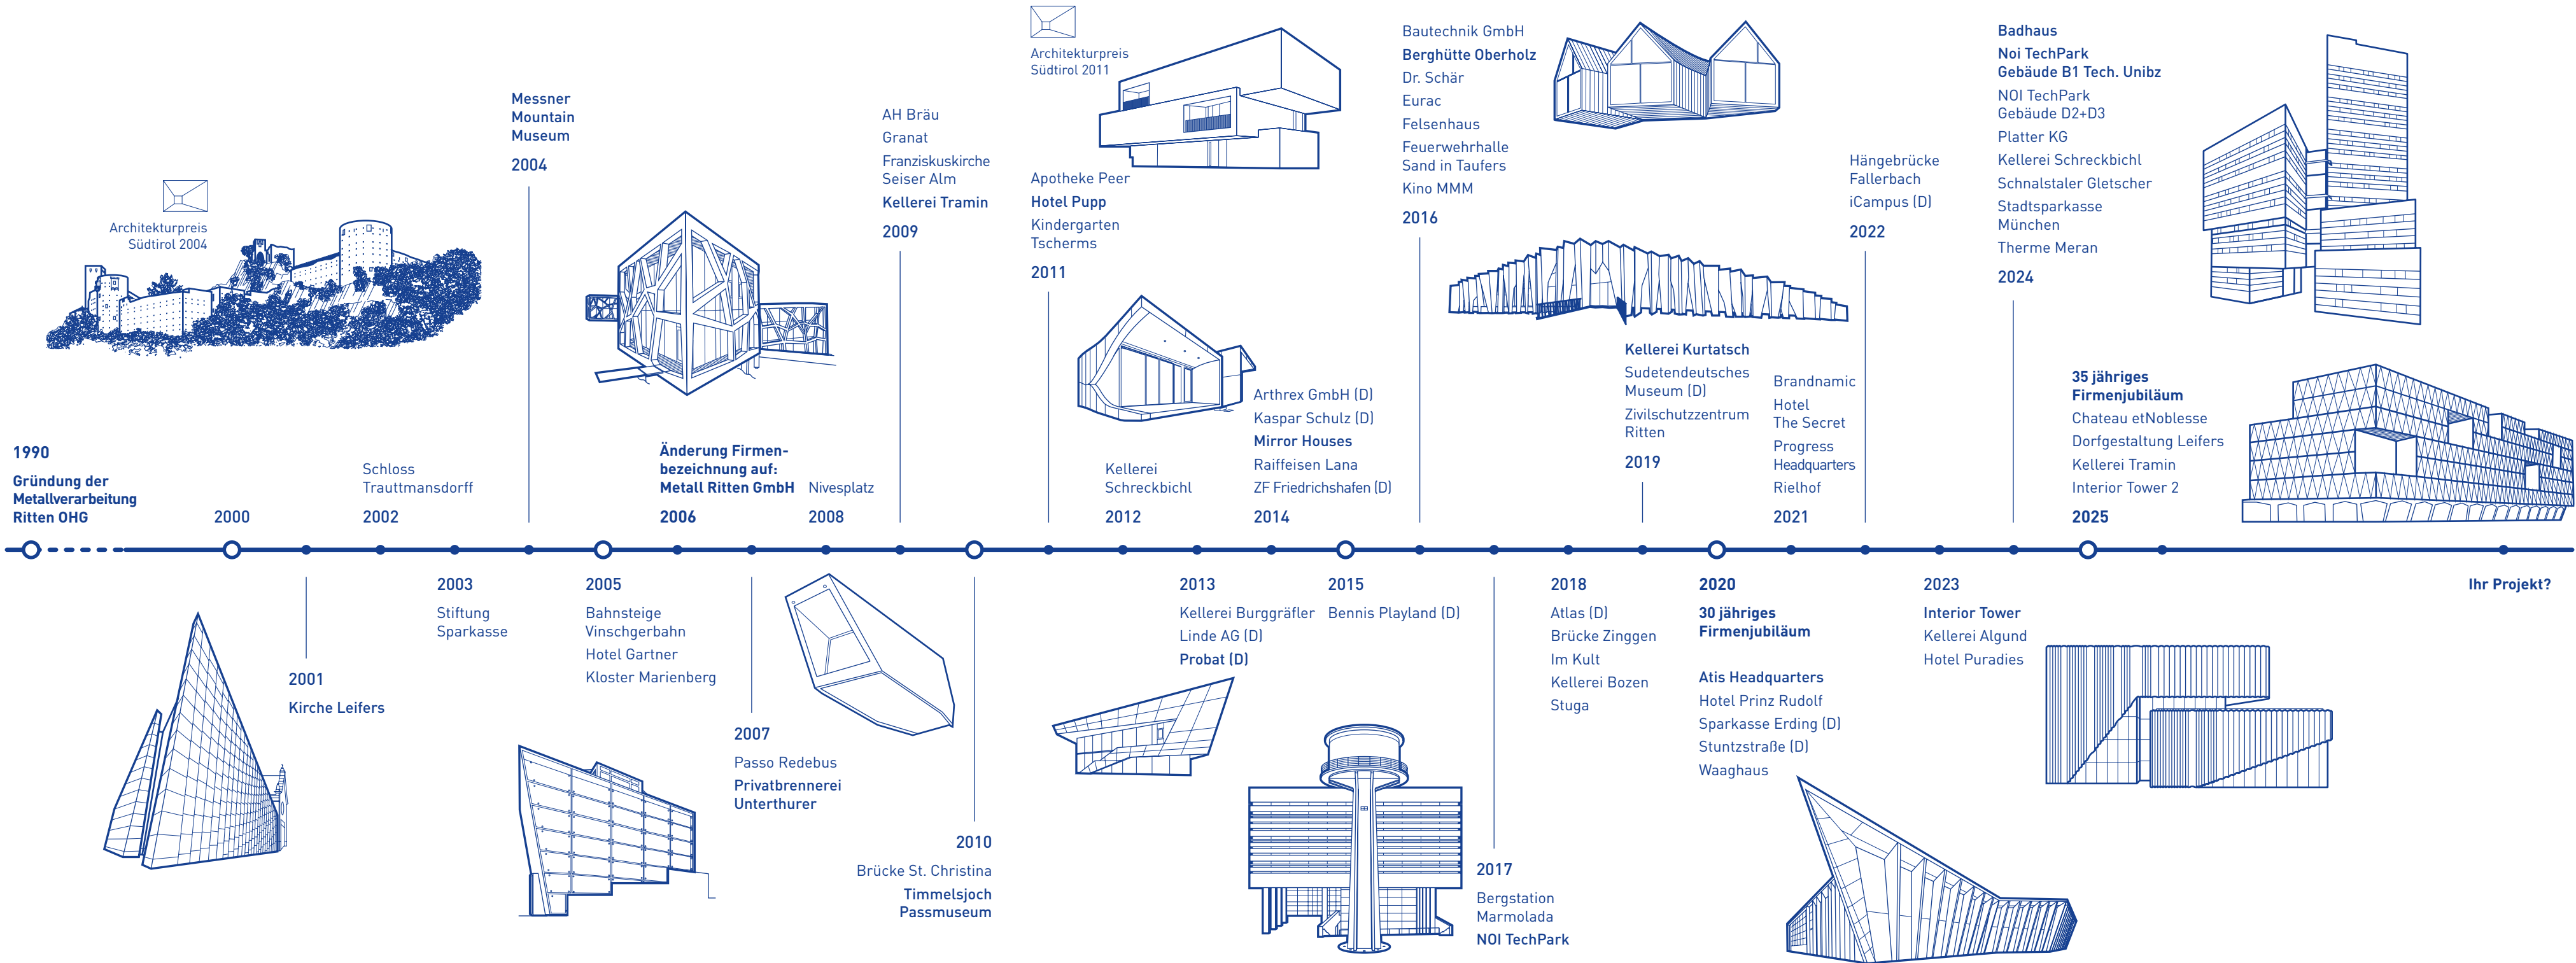 1990
Gründung der
Metallverarbeitung
Ritten OHG
Architekturpreis
Südtirol 2004
2000
2001
Kirche Leifers
Schloss
Trauttmansdorff
2002
2003
Stiftung
Sparkasse
Messner
Mountain
Museum
2004
2005
Bahnsteige
Vinschgerbahn
Hotel Gartner
Kloster Marienberg
Änderung Firmen-
bezeichnung auf:
Metall Ritten GmbH
2006
2007
Passo Redebus
Privatbrennerei
Unterthurer
Nivesplatz
2008
AH Bräu
Granat
Franziskuskirche
Seiser Alm
Kellerei Tramin
2009
2010
Brücke St. Christina
Timmelsjoch
Passmuseum
Architekturpreis
Südtirol 2011
Apotheke Peer
Hotel Pupp
Kindergarten
Tscherms
2011
Kellerei
Schreckbichl
2012
2013
Kellerei Burggräfler
Linde AG (D)
Probat (D)
Arthrex GmbH (D)
Kaspar Schulz (D)
Mirror Houses
Raiffeisen Lana
ZF Friedrichshafen (D)
2014
2015
Bennis Playland (D)
Bautechnik GmbH
Berghütte Oberholz
Dr. Schär
Eurac
Felsenhaus
Feuerwehrhalle
Sand in Taufers
Kino MMM
2016
2017
Bergstation
Marmolada
NOI TechPark
2018
Atlas (D)
Brücke Zinggen
Im Kult
Kellerei Bozen
Stuga
Kellerei Kurtatsch
Sudetendeutsches
Museum (D)
Zivilschutzzentrum
Ritten
2019
2020
30 jähriges
Firmenjubiläum
Atis Headquarters
Hotel Prinz Rudolf
Sparkasse Erding (D)
Stuntzstraße (D)
Waaghaus
Brandnamic
Hotel
The Secret
Progress
Headquarters
Rielhof
2021
Hängebrücke
Fallerbach
iCampus (D)
2022
2023
Interior Tower
Kellerei Algund
Hotel Puradies
Badhaus
Noi TechPark
Gebäude B1 Tech. Unibz
NOI TechPark
Gebäude D2+D3
Platter KG
Kellerei Schreckbichl
Schnalstaler Gletscher
Stadtsparkasse
München
Therme Meran
2024
35 jähriges
Firmenjubiläum
Chateau etNoblesse
Dorfgestaltung Leifers
Kellerei Tramin
Interior Tower 2
2025
Ihr Projekt?